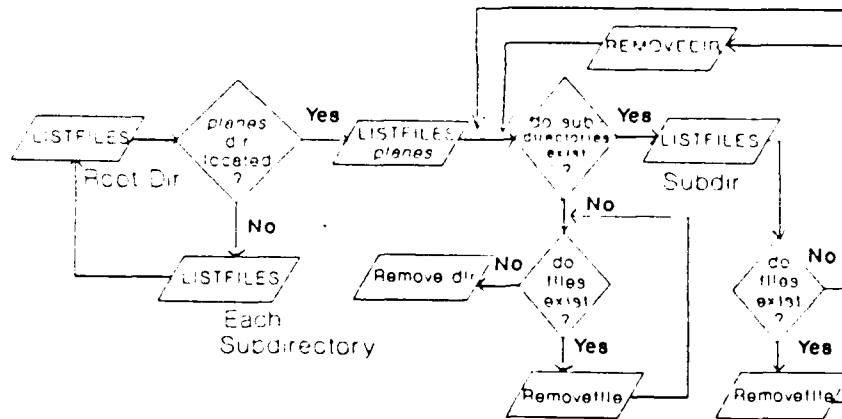 REMOVEDIR
LISTFILES
Root Dir
planes
dir
located
?
Yes
No
LISTFILES
Each
Subdirectory
LISTFILES
planes
do sub
directories
exist
?
Yes
No
LISTFILES
Subdir
Remove dir
No
do
files
exist
?
Yes
Removefile
do
files
exist
?
No
Yes
Removefile